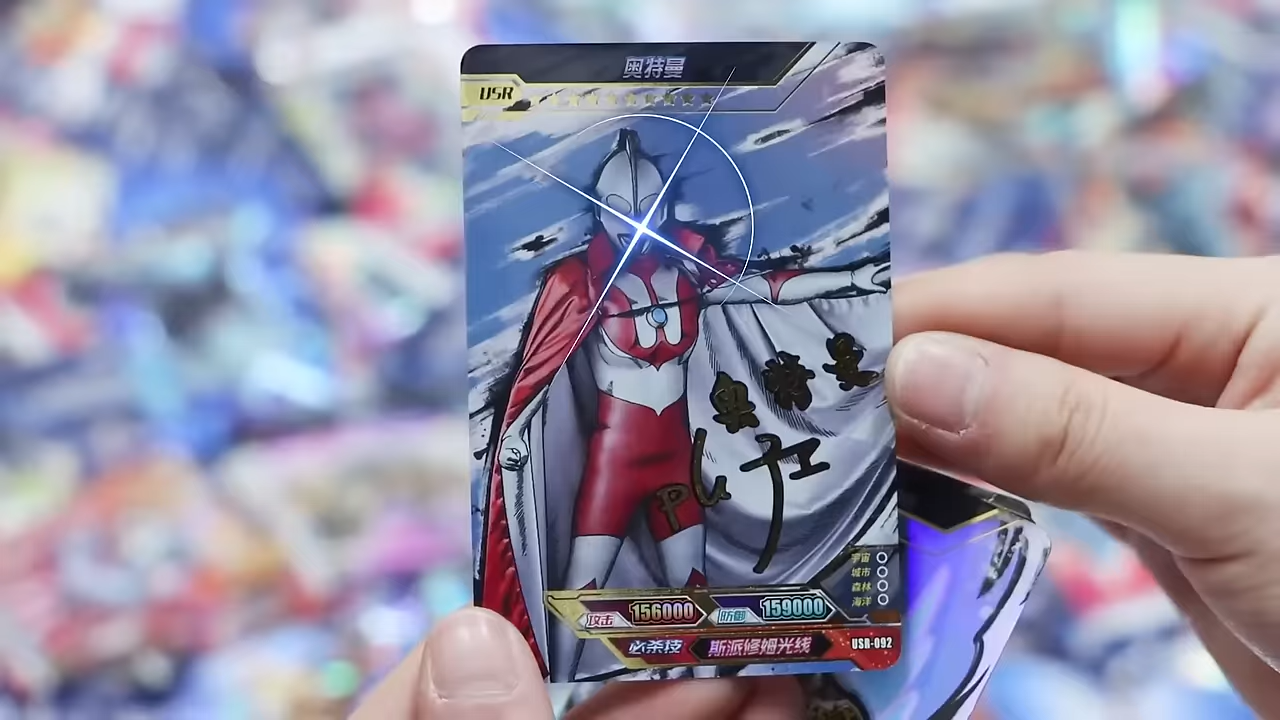 奥特曼
USR
奥特曼
宇宙
城市
森林
海洋
攻击 156000 防御 159000
必杀技 斯派修姆光线
USR-092